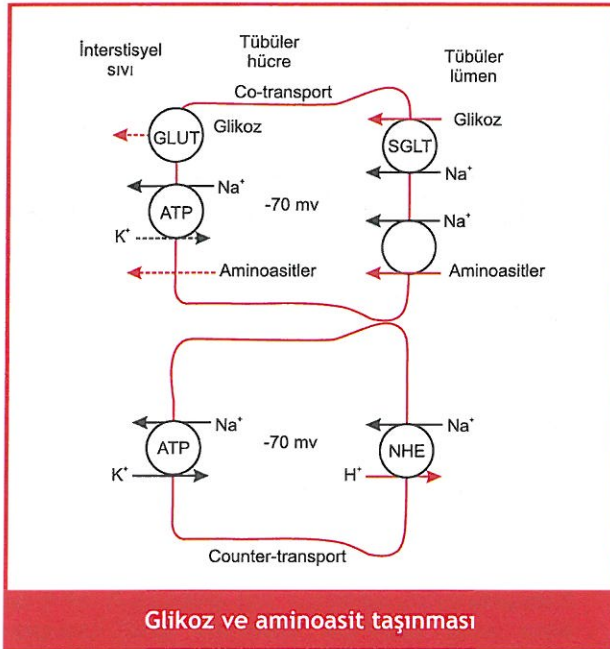 İnterstisyel
sıvı
Tübüler
hücre
Tübüler
lümen
Co-transport
GLUT
Glikoz
Glikoz
SGLT
Na⁺
Na⁺
ATP
-70 mv
Na⁺
K⁺
Aminoasitler
Aminoasitler
Na⁺
Na⁺
ATP
-70 mv
NHE
K⁺
H⁺
Counter-transport
Glikoz ve aminoasit taşınması